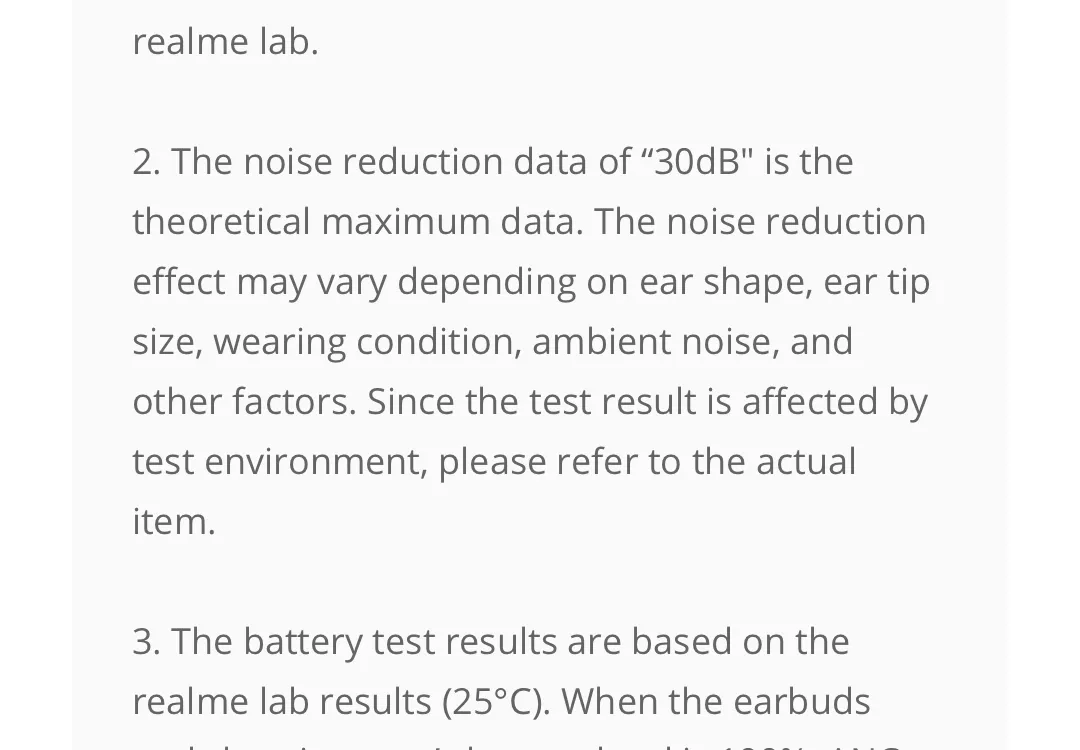 realme lab.
2. The noise reduction data of “30dB" is the
theoretical maximum data. The noise reduction
effect may vary depending on ear shape, ear tip
size, wearing condition, ambient noise, and
other factors. Since the test result is affected by
test environment, please refer to the actual
item.
3. The battery test results are based on the
realme lab results (25°C). When the earbuds